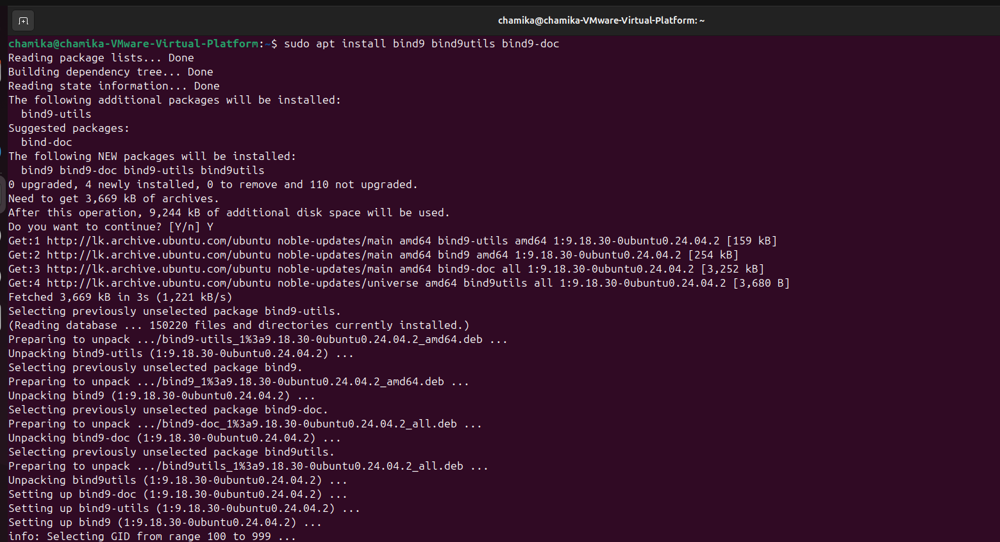 chamika@chamika-VMware-Virtual-Platform: ~
chamika@chamika-VMware-Virtual-Platform:~$ sudo apt install bind9 bind9utils bind9-doc
Reading package lists... Done
Building dependency tree... Done
Reading state information... Done
The following additional packages will be installed:
  bind9-utils
Suggested packages:
  bind-doc
The following NEW packages will be installed:
  bind9 bind9-doc bind9-utils bind9utils
0 upgraded, 4 newly installed, 0 to remove and 110 not upgraded.
Need to get 3,669 kB of archives.
After this operation, 9,244 kB of additional disk space will be used.
Do you want to continue? [Y/n] Y
Get:1 http://lk.archive.ubuntu.com/ubuntu noble-updates/main amd64 bind9-utils amd64 1:9.18.30-0ubuntu0.24.04.2 [159 kB]
Get:2 http://lk.archive.ubuntu.com/ubuntu noble-updates/main amd64 bind9 amd64 1:9.18.30-0ubuntu0.24.04.2 [254 kB]
Get:3 http://lk.archive.ubuntu.com/ubuntu noble-updates/main amd64 bind9-doc all 1:9.18.30-0ubuntu0.24.04.2 [3,252 kB]
Get:4 http://lk.archive.ubuntu.com/ubuntu noble-updates/universe amd64 bind9utils all 1:9.18.30-0ubuntu0.24.04.2 [3,680 B]
Fetched 3,669 kB in 3s (1,221 kB/s)
Selecting previously unselected package bind9-utils.
(Reading database ... 150220 files and directories currently installed.)
Preparing to unpack .../bind9-utils_1%3a9.18.30-0ubuntu0.24.04.2_amd64.deb ...
Unpacking bind9-utils (1:9.18.30-0ubuntu0.24.04.2) ...
Selecting previously unselected package bind9.
Preparing to unpack .../bind9_1%3a9.18.30-0ubuntu0.24.04.2_amd64.deb ...
Unpacking bind9 (1:9.18.30-0ubuntu0.24.04.2) ...
Selecting previously unselected package bind9-doc.
Preparing to unpack .../bind9-doc_1%3a9.18.30-0ubuntu0.24.04.2_all.deb ...
Unpacking bind9-doc (1:9.18.30-0ubuntu0.24.04.2) ...
Selecting previously unselected package bind9utils.
Preparing to unpack .../bind9utils_1%3a9.18.30-0ubuntu0.24.04.2_all.deb ...
Unpacking bind9utils (1:9.18.30-0ubuntu0.24.04.2) ...
Setting up bind9-doc (1:9.18.30-0ubuntu0.24.04.2) ...
Setting up bind9-utils (1:9.18.30-0ubuntu0.24.04.2) ...
Setting up bind9 (1:9.18.30-0ubuntu0.24.04.2) ...
info: Selecting GID from range 100 to 999 ...